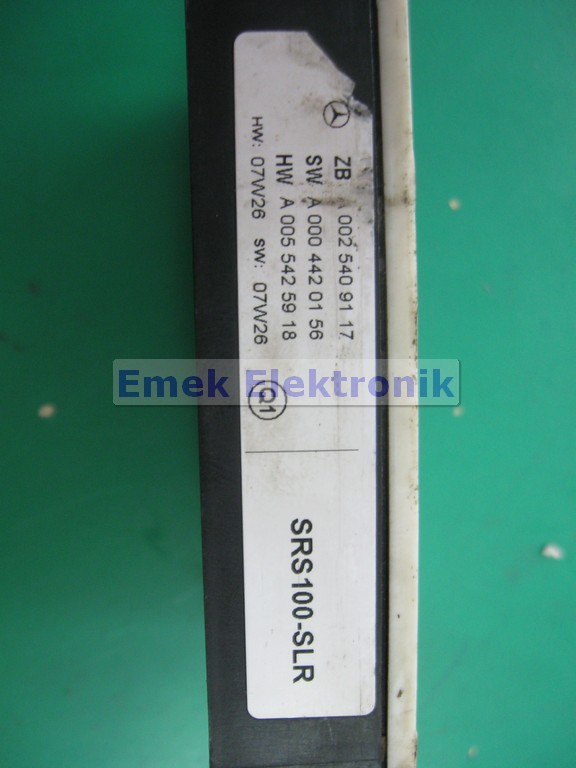 ZB A 002 540 91 17
SW A 000 442 01 56
HW A 005 542 59 18
HW: 07W26 SW: 07W26 Q1
SRS100-SLR
Emek Elektronik